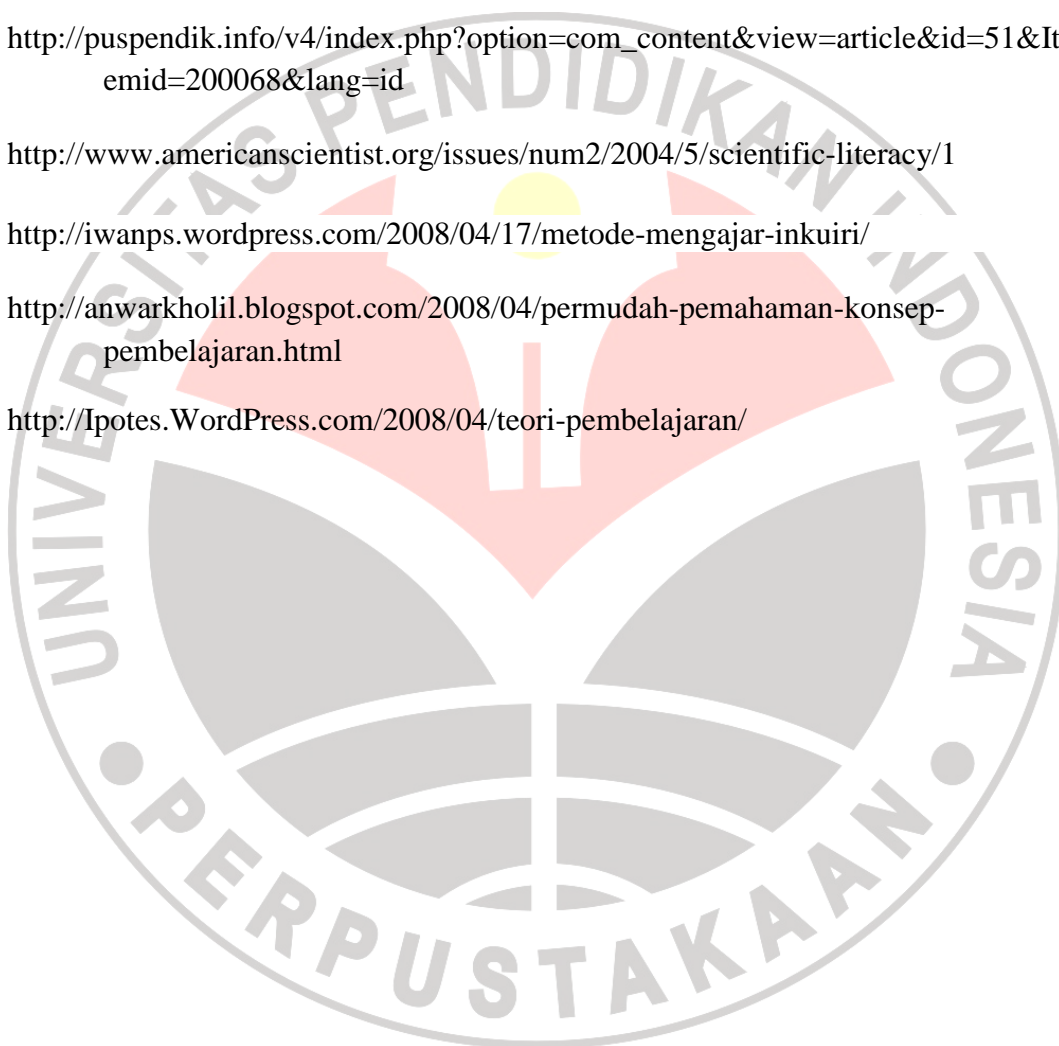 http://puspendik.info/v4/index.php?option=com_content&view=article&id=51&It
emid=200068&lang=id
http://www.americanscientist.org/issues/num2/2004/5/scientific-literacy/1
http://iwanps.wordpress.com/2008/04/17/metode-mengajar-inkuiri/
http://anwarkholil.blogspot.com/2008/04/permudah-pemahaman-konsep-
pembelajaran.html
http://Ipotes.WordPress.com/2008/04/teori-pembelajaran/
UNIVERSITAS PENDIDIKAN INDONESIA
PERPUSTAKAAN